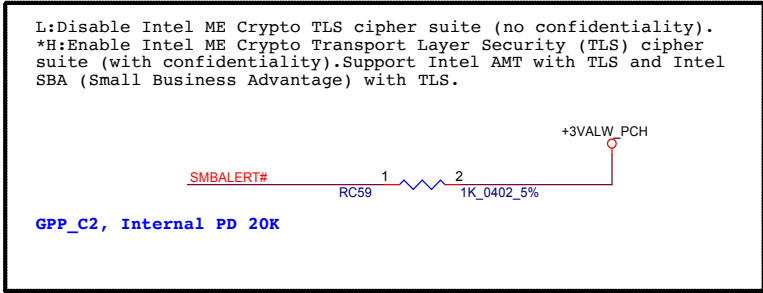 L:Disable Intel ME Crypto TLS cipher suite (no confidentiality).
*H:Enable Intel ME Crypto Transport Layer Security (TLS) cipher
suite (with confidentiality).Support Intel AMT with TLS and Intel
SBA (Small Business Advantage) with TLS.
+3VALW_PCH
SMBALERT# 1 2
RC59 1K_0402_5%
GPP_C2, Internal PD 20K